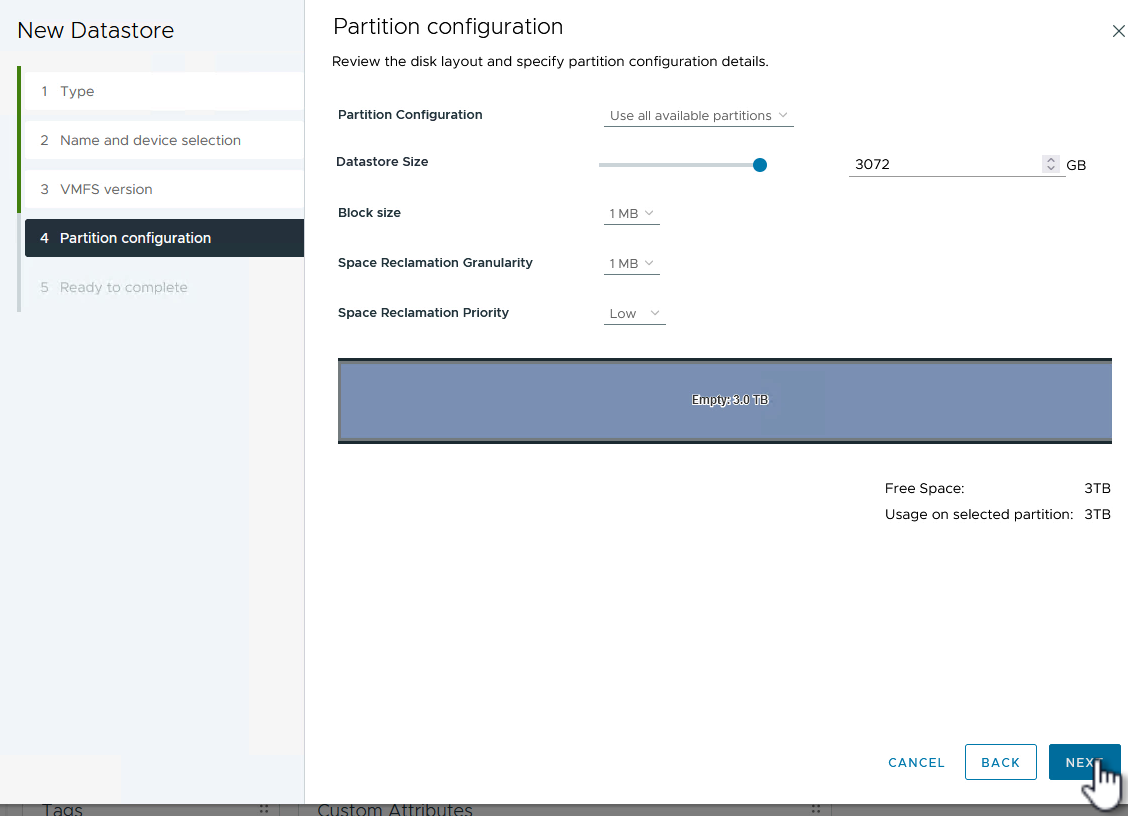 New Datastore
1 Type
2 Name and device selection
3 VMFS version
4 Partition configuration
5 Ready to complete
Partition configuration
Review the disk layout and specify partition configuration details.
Partition Configuration Use all available partitions
Datastore Size 3072 GB
Block size 1 MB
Space Reclamation Granularity 1 MB
Space Reclamation Priority Low
Empty: 3.0 TB
Free Space: 3TB
Usage on selected partition: 3TB
CANCEL BACK NEXT
Tags Custom Attributes